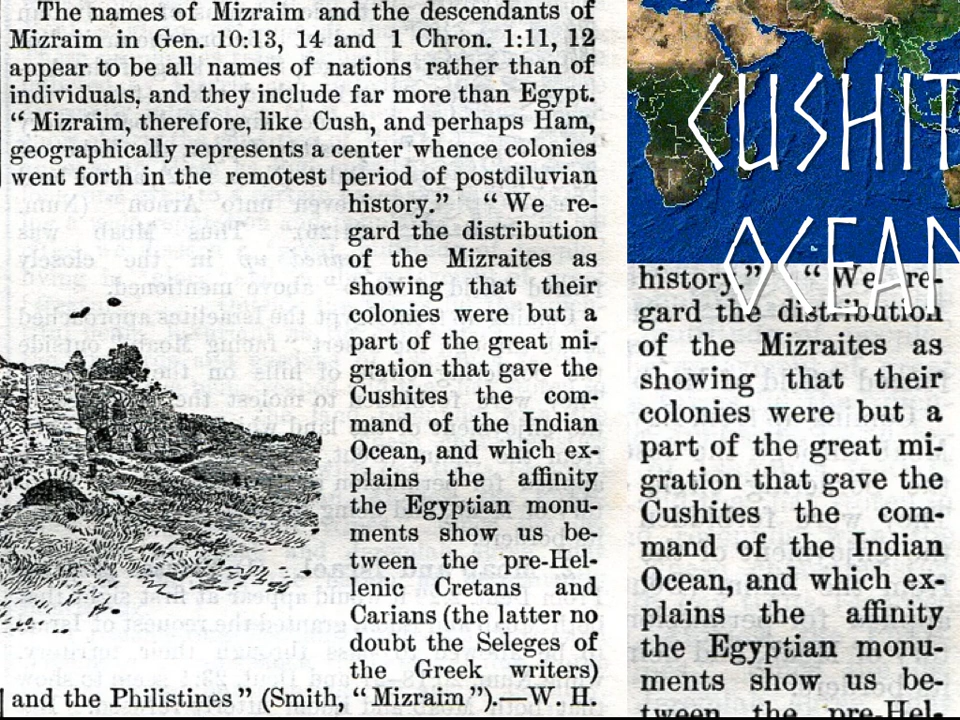 The names of Mizraim and the descendants of
Mizraim in Gen. 10:13, 14 and 1 Chron. 1:11, 12
appear to be all names of nations rather than of
individuals, and they include far more than Egypt.
“ Mizraim, therefore, like Cush, and perhaps Ham,
geographically represents a center whence colonies
went forth in the remotest period of postdiluvian
history.” “ We re-
gard the distribution
of the Mizraites as
showing that their
colonies were but a
part of the great mi-
gration that gave the
Cushites the com-
mand of the Indian
Ocean, and which ex-
plains the affinity
the Egyptian monu-
ments show us be-
tween the pre-Hel-
lenic Cretans and
Carians (the latter no
doubt the Seleges of
the Greek writers)
and the Philistines ” (Smith, “ Mizraim ”).—W. H.
CUSHIT
OCEAN
history.” “ We re-
gard the distribution
of the Mizraites as
showing that their
colonies were but a
part of the great mi-
gration that gave the
Cushites the com-
mand of the Indian
Ocean, and which ex-
plains the affinity
the Egyptian monu-
ments show us be-
tween the pre-Hel-